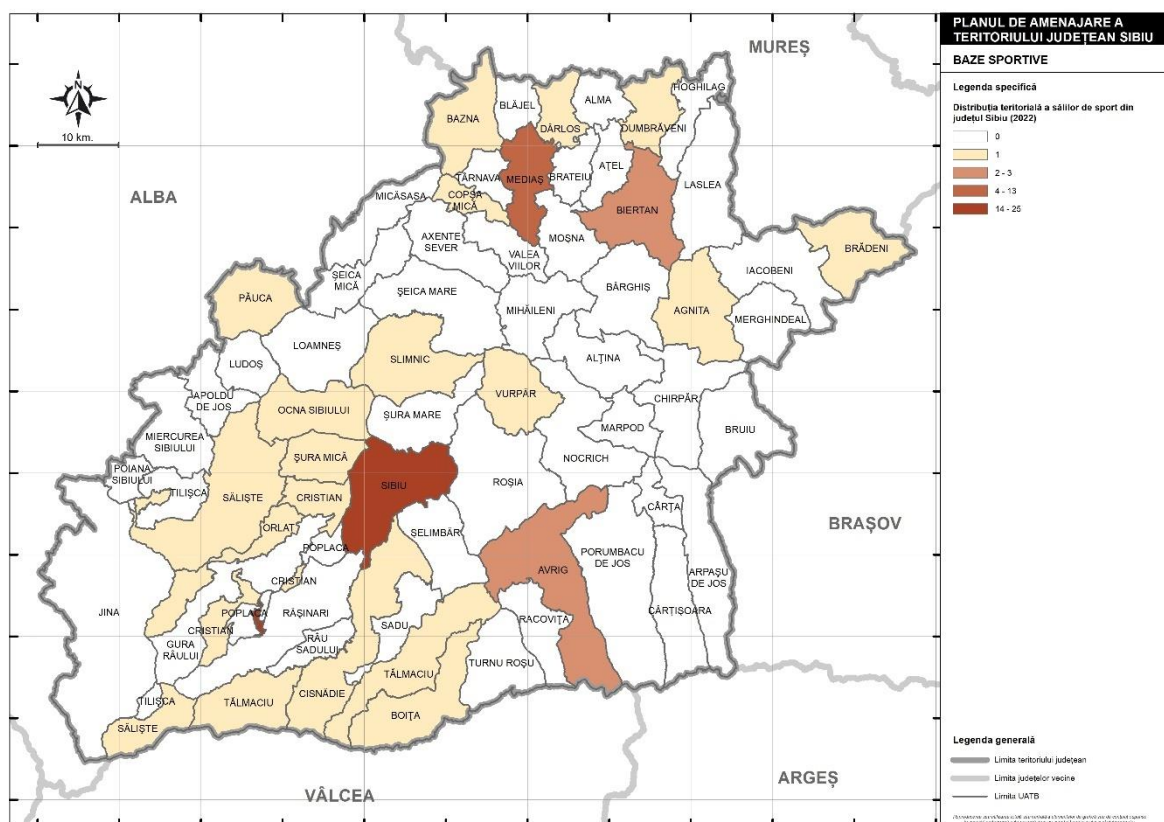 PLANUL DE AMENAJARE A
TERITORIULUI JUDEȚEAN SIBIU
BAZE SPORTIVE
Legenda specifică
Distribuția teritorială a sălilor de sport din
județul Sibiu (2022)
0
1
2 - 3
4 - 13
14 - 25
10 km.
MUREȘ
ALBA
BRAȘOV
ARGEȘ
VÂLCEA
HOGHILAG
BLĂJEL
ALMA
BAZNA
DÂRLOS
DUMBRĂVENI
TÂRNAVA
MEDIAȘ
BRATEIU
AȚEL
LASLEA
MICĂSASA
COPȘA
MICĂ
BIERTAN
AXENTE
SEVER
MOȘNA
VALEA
VIILOR
BRĂDENI
IACOBENI
ȘEICA
MICĂ
ȘEICA MARE
BÂRGHIȘ
PĂUCA
MIHĂILENI
AGNITA
MERGHINDEAL
LOAMNEȘ
SLIMNIC
ALȚINA
LUDOȘ
APOLDU
DE JOS
VURPĂR
CHIRPĂR
OCNA SIBIULUI
ȘURA MARE
MARPOD
BRUIU
MIERCUREA
SIBIULUI
ȘURA MICĂ
NOCRICH
POIANA
SIBIULUI
TILIȘCA
SĂLIȘTE
CRISTIAN
SIBIU
ROȘIA
CÂRȚA
ORLAT
ȘELIMBĂR
POPLACA
PORUMBACU
DE JOS
AVRIG
ARPAȘU
DE JOS
CRISTIAN
JINA
POPLACA
RĂȘINARI
CÂRȚIȘOARA
RACOVIȚA
SADU
CRISTIAN
GURA
RÂULUI
RÂU
SADULUI
TURNU ROȘU
TĂLMACIU
CISNĂDIE
TĂLMACIU
TILIȘCA
BOIȚA
SĂLIȘTE
Legenda generală
Limita teritoriului județean
Limita județelor vecine
Limita UATB